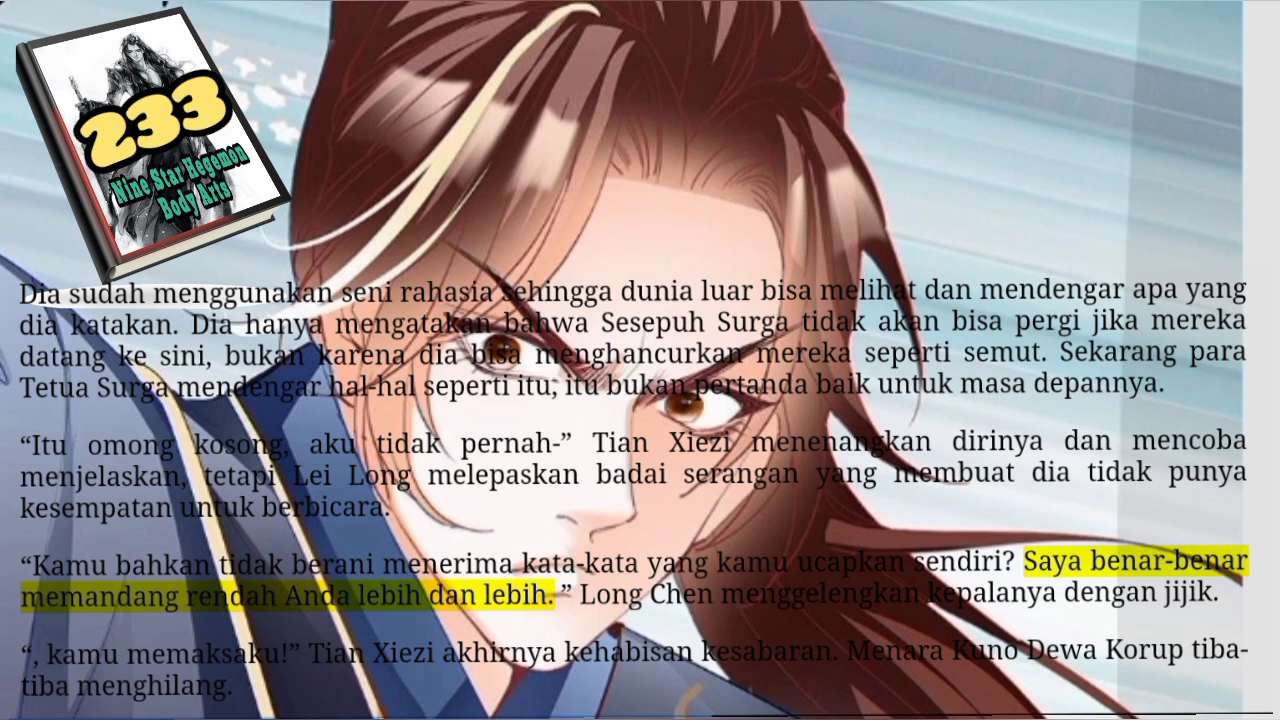 233
Nine Star Hegemon
Body Arts
Dia sudah menggunakan seni rahasia sehingga dunia luar bisa melihat dan mendengar apa yang
dia katakan. Dia hanya mengatakan bahwa Sesepuh Surga tidak akan bisa pergi jika mereka
datang ke sini, bukan karena dia bisa menghancurkan mereka seperti semut. Sekarang para
Tetua Surga mendengar hal-hal seperti itu, itu bukan pertanda baik untuk masa depannya.
“Itu omong kosong, aku tidak pernah-” Tian Xiezi menenangkan dirinya dan mencoba
menjelaskan, tetapi Lei Long melepaskan badai serangan yang membuat dia tidak punya
kesempatan untuk berbicara.
“Kamu bahkan tidak berani menerima kata-kata yang kamu ucapkan sendiri? Saya benar-benar
memandang rendah Anda lebih dan lebih. ” Long Chen menggelengkan kepalanya dengan jijik.
“, kamu memaksaku!” Tian Xiezi akhirnya kehabisan kesabaran. Menara Kuno Dewa Korup tiba-
tiba menghilang.